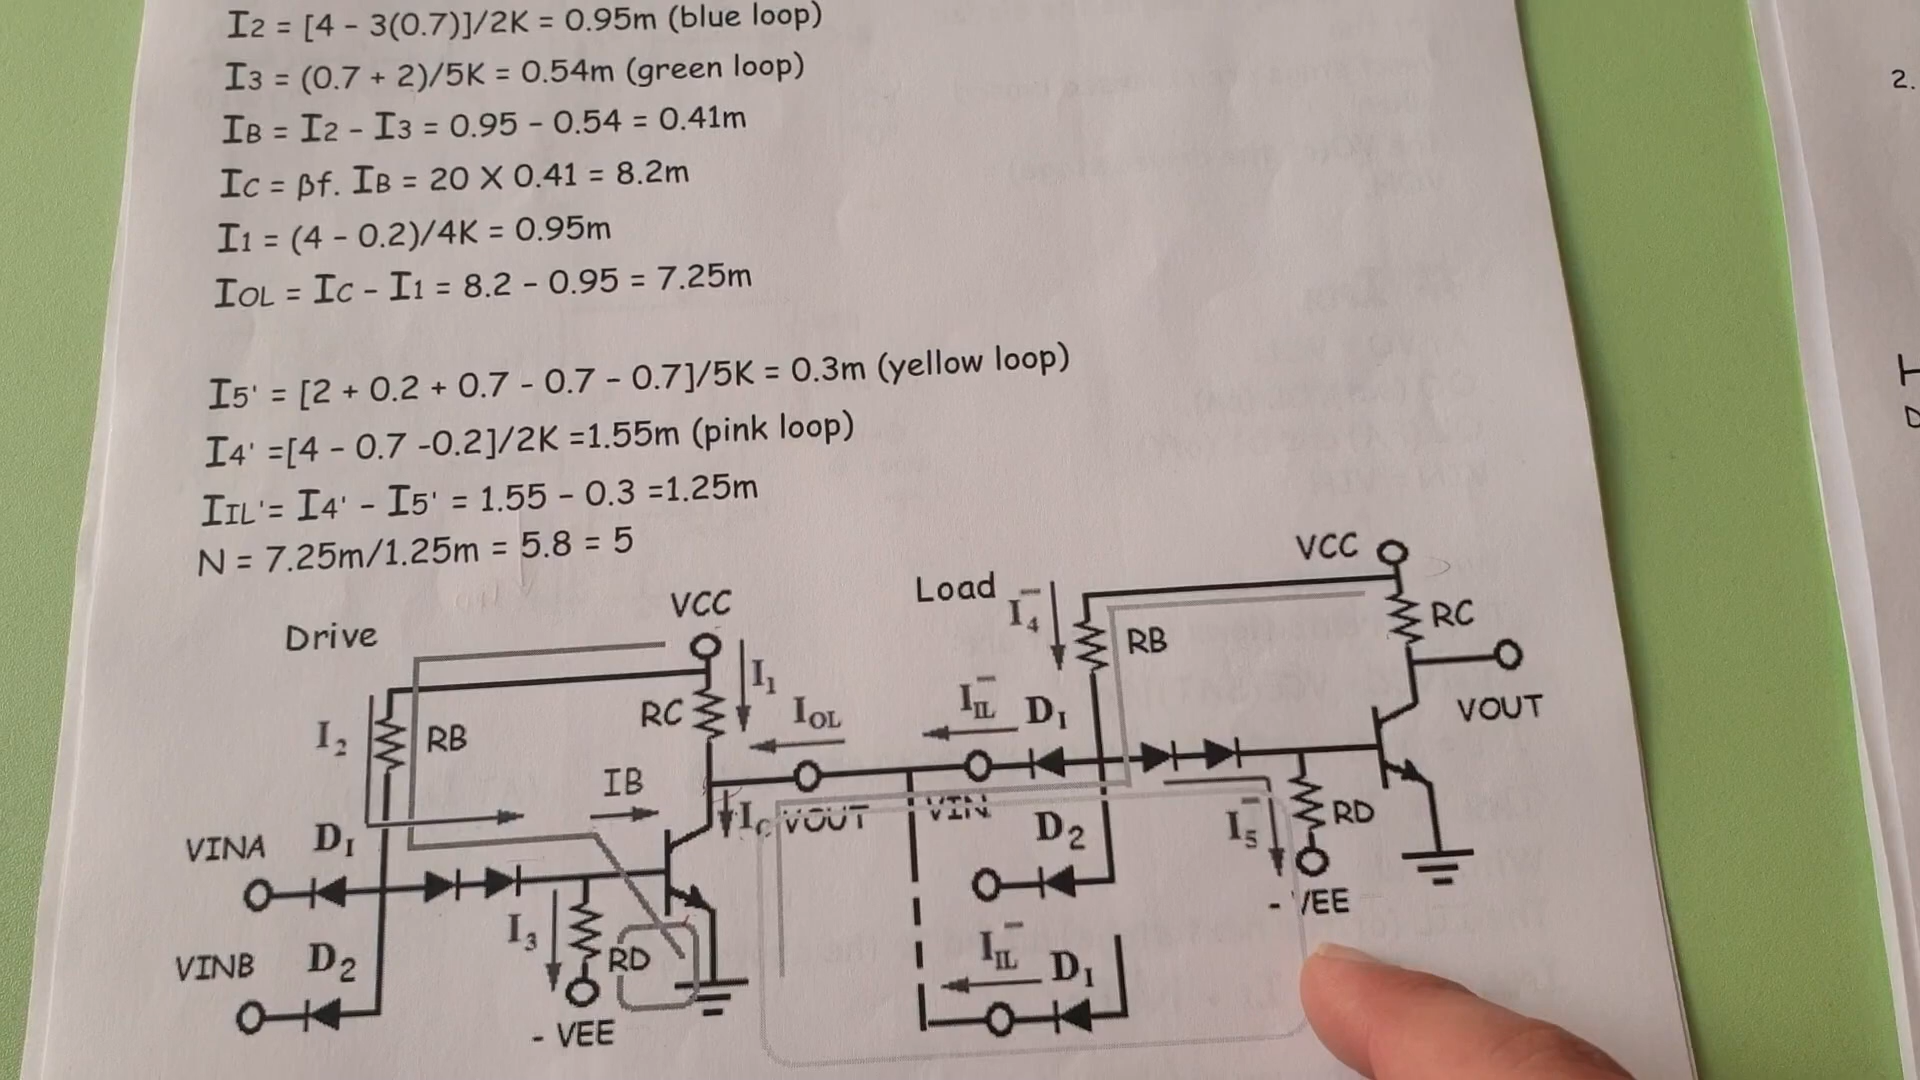 I2 = [4 - 3(0.7)]/2K = 0.95m (blue loop)
I3 = (0.7 + 2)/5K = 0.54m (green loop)
IB = I2 - I3 = 0.95 - 0.54 = 0.41m
IC = βf. IB = 20 X 0.41 = 8.2m
I1 = (4 - 0.2)/4K = 0.95m
IOL = IC - I1 = 8.2 - 0.95 = 7.25m
I5' = [2 + 0.2 + 0.7 - 0.7 - 0.7]/5K = 0.3m (yellow loop)
I4' =[4 - 0.7 -0.2]/2K =1.55m (pink loop)
IIL'= I4' - I5' = 1.55 - 0.3 =1.25m
N = 7.25m/1.25m = 5.8 = 5
Drive
VCC
I1
I2
RB
RC
IOL
IB
IC
VOUT
VINA
D1
I3
RD
VINB
D2
- VEE
Load
VCC
I4
RB
RC
IIL
D1
VOUT
VIN
D2
I5
RD
- VEE
IIL
D1
2.